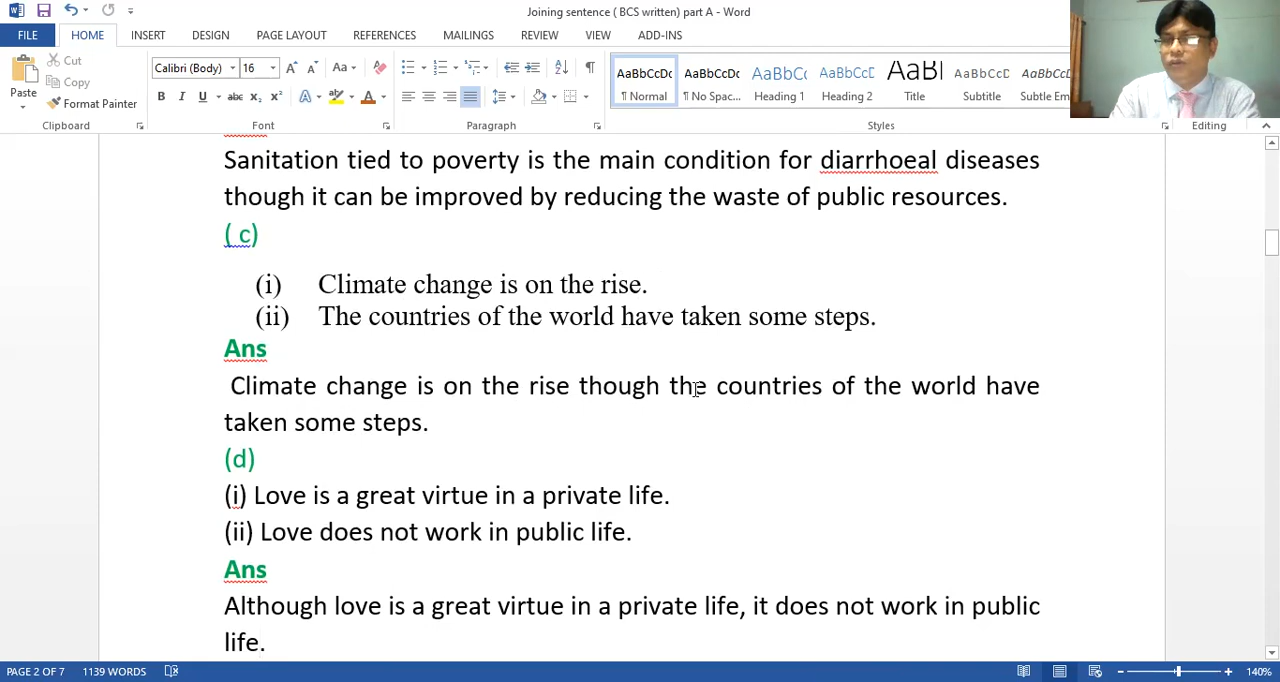 Joining sentence ( BCS written) part A - Word
FILE HOME INSERT DESIGN PAGE LAYOUT REFERENCES MAILINGS REVIEW VIEW ADD-INS
Cut
Copy
Paste
Format Painter
Calibri (Body) 16
AaBbCcDc AaBbCcDc AaBbCc AaBbCcC AaBl AaBbCcC AaBbCcC
¶ Normal ¶ No Spac... Heading 1 Heading 2 Title Subtitle Subtle Em
Clipboard Font Paragraph Styles Editing
Sanitation tied to poverty is the main condition for diarrhoeal diseases
though it can be improved by reducing the waste of public resources.
( c)
(i) Climate change is on the rise.
(ii) The countries of the world have taken some steps.
Ans
Climate change is on the rise though the countries of the world have
taken some steps.
(d)
(i) Love is a great virtue in a private life.
(ii) Love does not work in public life.
Ans
Although love is a great virtue in a private life, it does not work in public
life.
PAGE 2 OF 7 1139 WORDS 140%